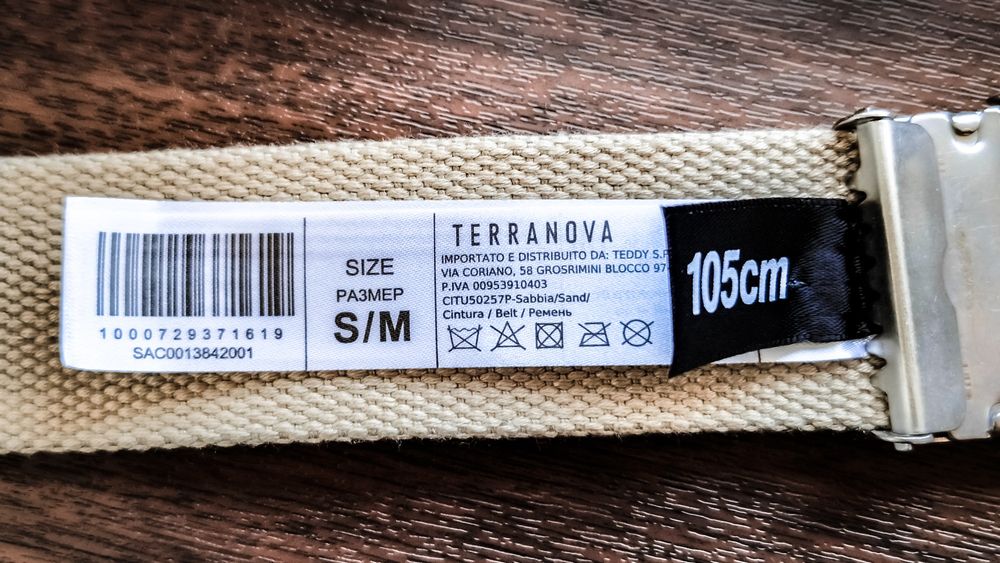 1000729371619
SAC0013842001
SIZE
РАЗМЕР
S/M
TERRANOVA
IMPORTATO E DISTRIBUITO DA: TEDDY
VIA CORIANO, 58 GROSRIMINI BLOCCO 97
P.IVA 00953910403
CITU50257P-Sabbia/Sand/
Cintura / Belt / Ремень
105cm